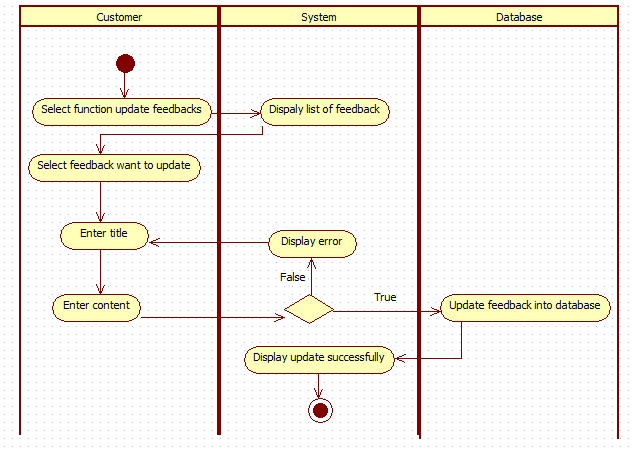 Customer
System
Database
Select function update feedbacks
Dispaly list of feedback
Select feedback want to update
Enter title
Display error
False
True
Enter content
Update feedback into database
Display update successfully